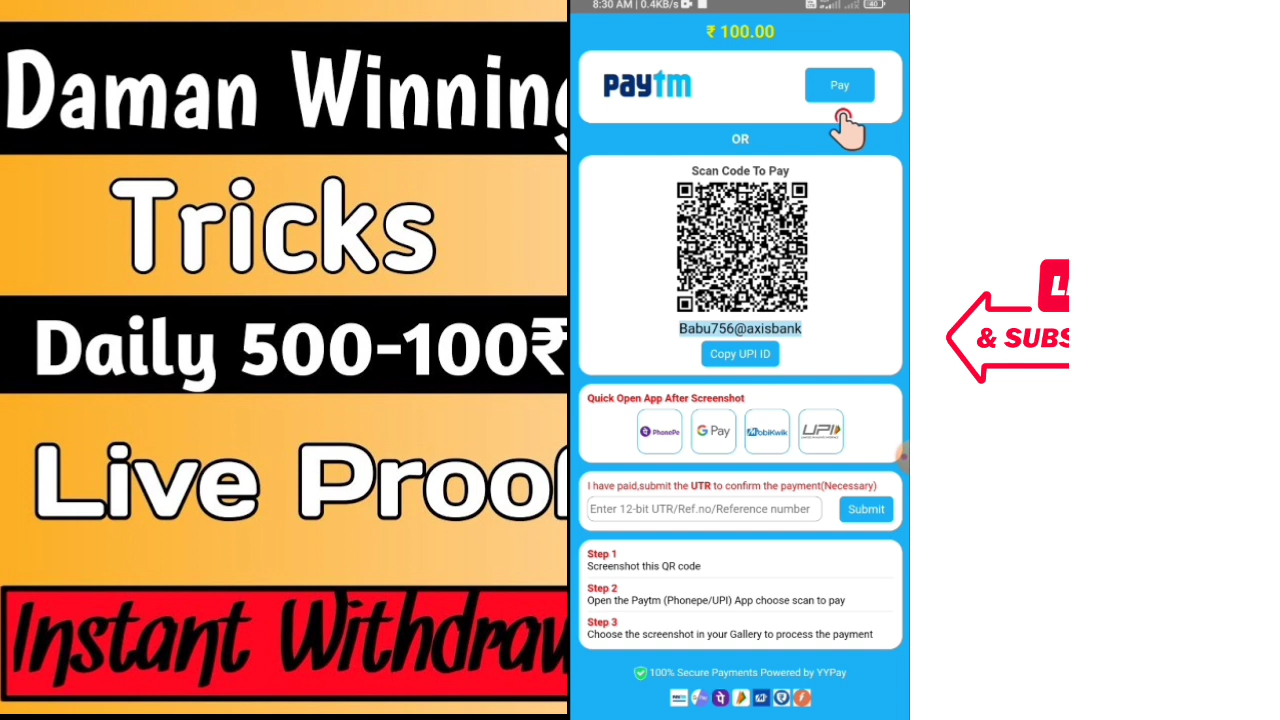 Daman Winning
Tricks
Daily 500-100₹
Live Proof
Instant Withdraw
8:30 AM | 0.4KB/s
40
₹ 100.00
paytm
Pay
OR
Scan Code To Pay
Babu756@axisbank
Copy UPI ID
Quick Open App After Screenshot
PhonePe
G Pay
MobiKwik
UPI
I have paid,submit the UTR to confirm the payment(Necessary)
Enter 12-bit UTR/Ref.no/Reference number
Submit
Step 1
Screenshot this QR code
Step 2
Open the Paytm (Phonepe/UPI) App choose scan to pay
Step 3
Choose the screenshot in your Gallery to process the payment
100% Secure Payments Powered by YYPay
& SUBS